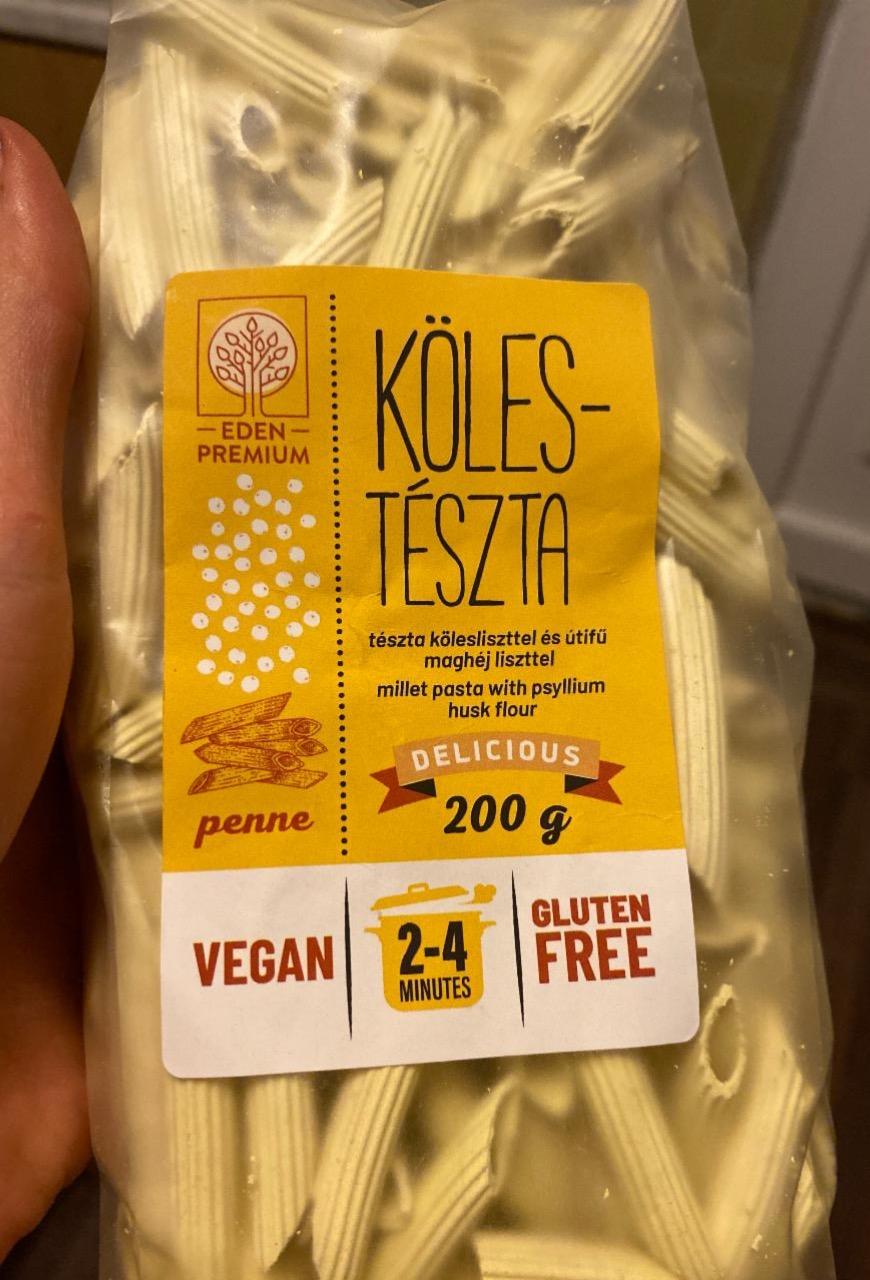 — EDEN —
PREMIUM
KÖLES-
TÉSZTA
tészta kölesliszttel és útifű
maghéj liszttel
millet pasta with psyllium
husk flour
DELICIOUS
200 g
penne
VEGAN
2-4
MINUTES
GLUTEN
FREE